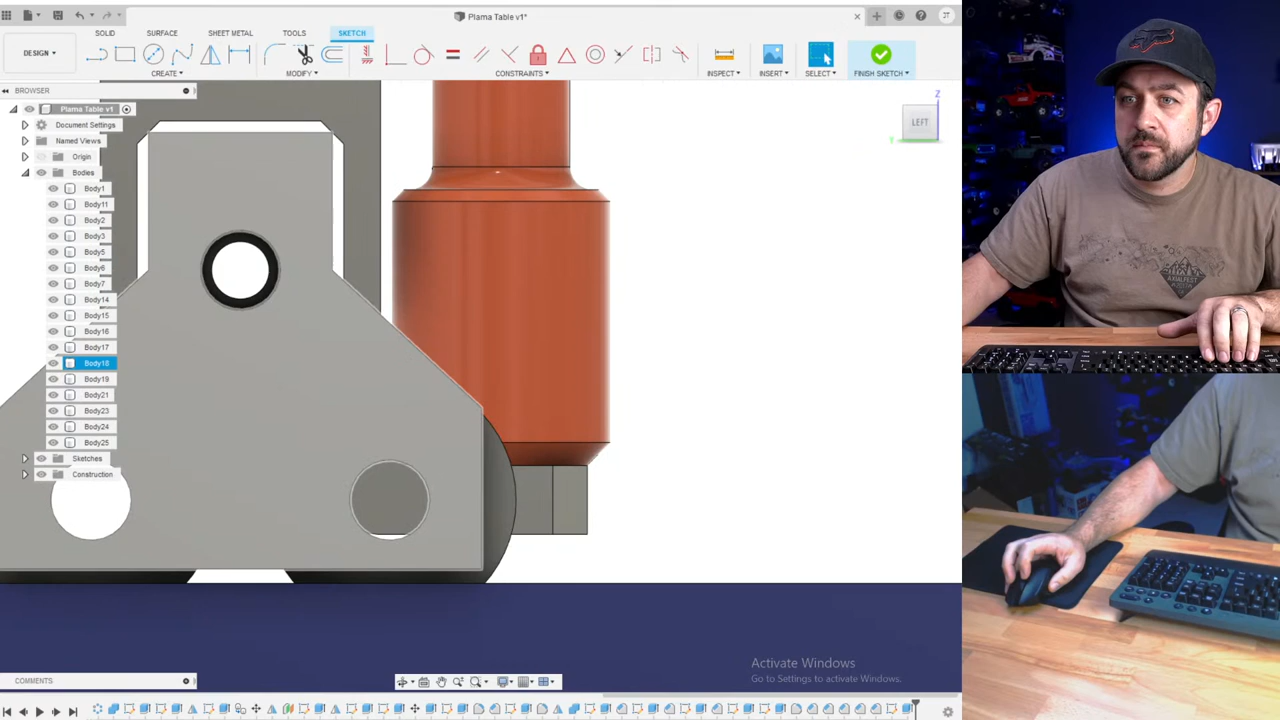 Plama Table v1*
JT
DESIGN
SOLID
SURFACE
SHEET METAL
TOOLS
SKETCH
CREATE
MODIFY
CONSTRAINTS
INSPECT
INSERT
SELECT
FINISH SKETCH
BROWSER
Plama Table v1
Document Settings
Named Views
Origin
Bodies
Body1
Body11
Body2
Body3
Body5
Body6
Body7
Body14
Body15
Body16
Body17
Body18
Body19
Body21
Body23
Body24
Body25
Sketches
Construction
Z
LEFT
Y
FOX
AXIALFEST
COMMENTS
Activate Windows
Go to Settings to activate Windows.